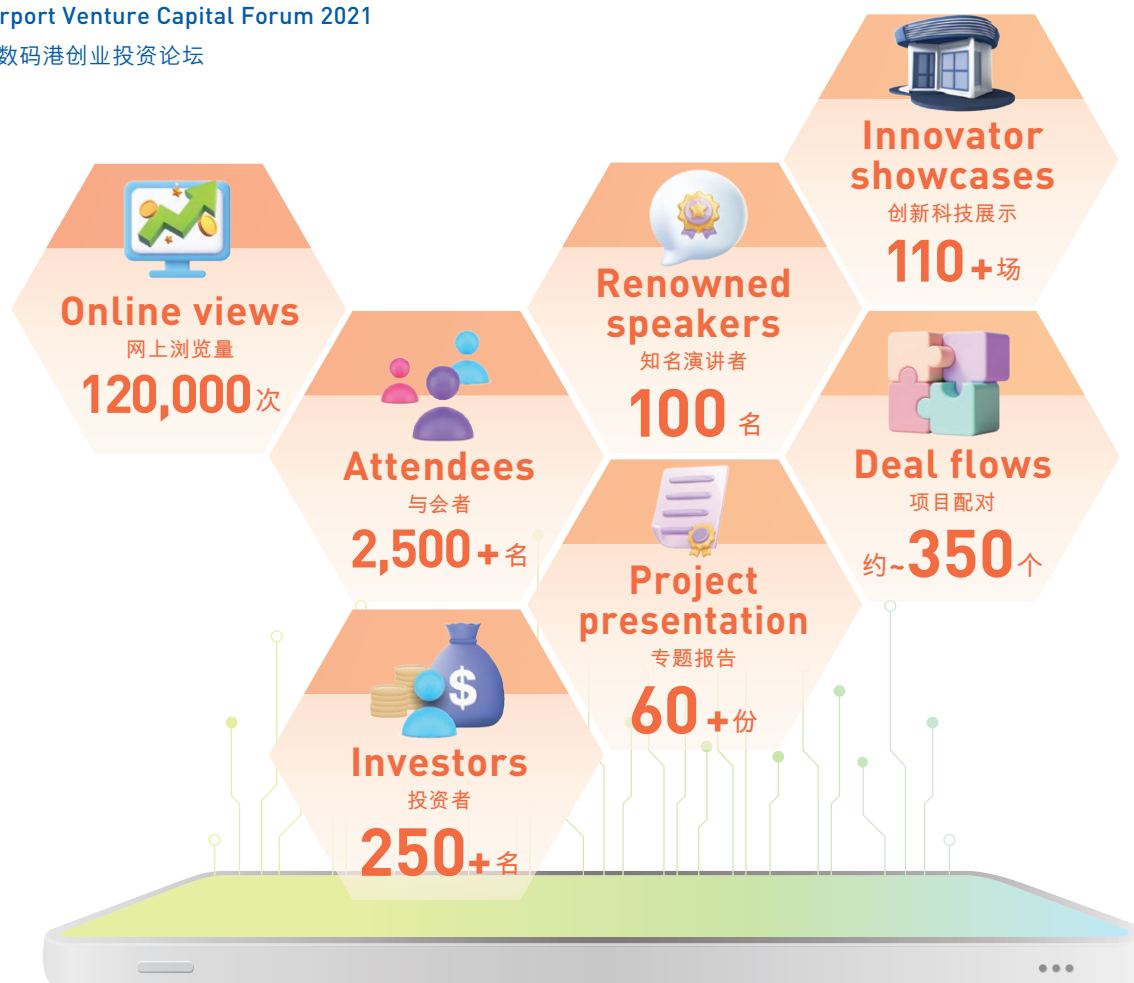 rport Venture Capital Forum 2021
数码港创业投资论坛
Innovator
showcases
创新科技展示
110+场
Online views
网上浏览量
120,000次
Renowned
speakers
知名演讲者
100 名
Attendees
与会者
2,500+名
Deal flows
项目配对
约~350个
Project
presentation
专题报告
60+份
$
Investors
投资者
250+名